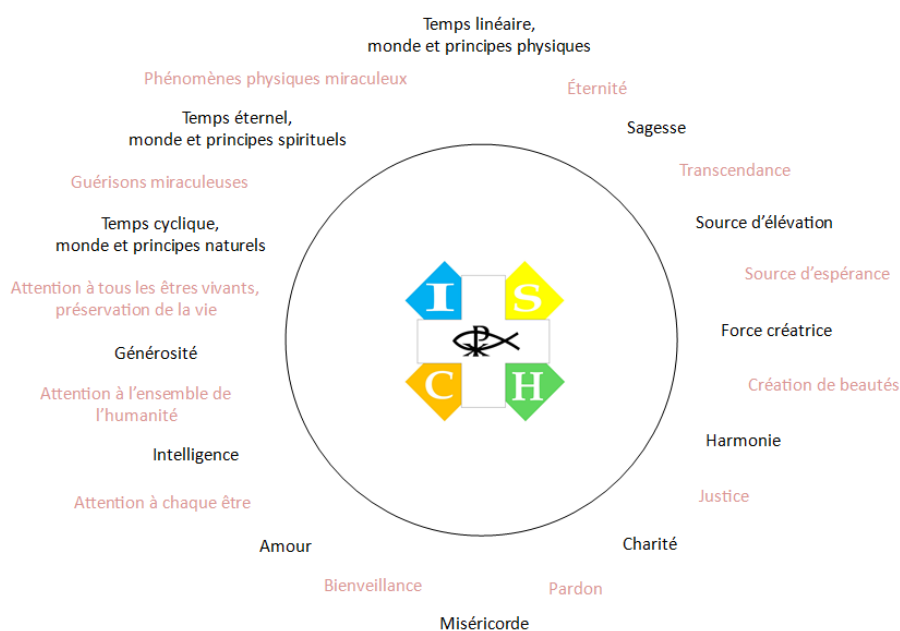 Temps linéaire,
monde et principes physiques
Phénomènes physiques miraculeux
Éternité
Temps éternel,
monde et principes spirituels
Sagesse
Guérisons miraculeuses
Transcendance
Temps cyclique,
monde et principes naturels
Source d’élévation
Attention à tous les êtres vivants,
préservation de la vie
Source d’espérance
I
S
Générosité
Force créatrice
C
H
Attention à l’ensemble de
l’humanité
Création de beautés
Intelligence
Harmonie
Attention à chaque être
Justice
Amour
Charité
Bienveillance
Pardon
Miséricorde